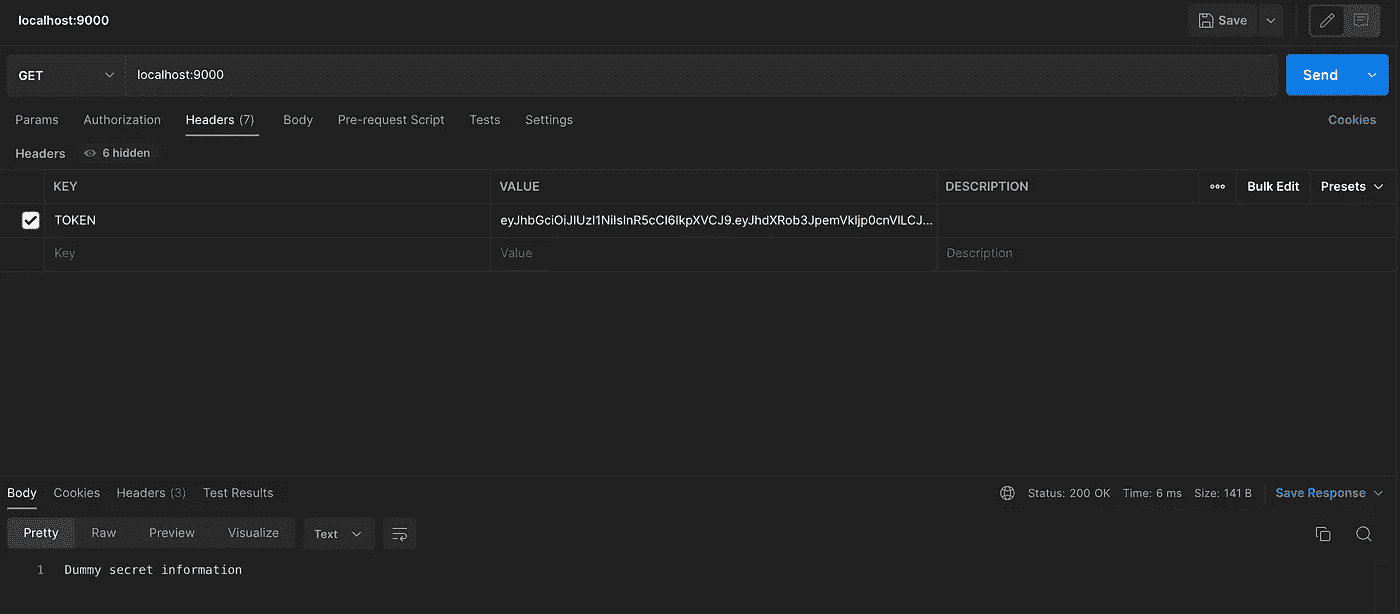 localhost:9000
Save
GET localhost:9000 Send
Params Authorization Headers (7) Body Pre-request Script Tests Settings Cookies
Headers 6 hidden
KEY VALUE DESCRIPTION Bulk Edit Presets
TOKEN
Key Value Description
Body Cookies Headers (3) Test Results Status: 200 OK Time: 6 ms Size: 141 B Save Response
Pretty Raw Preview Visualize Text
1 Dummy secret information